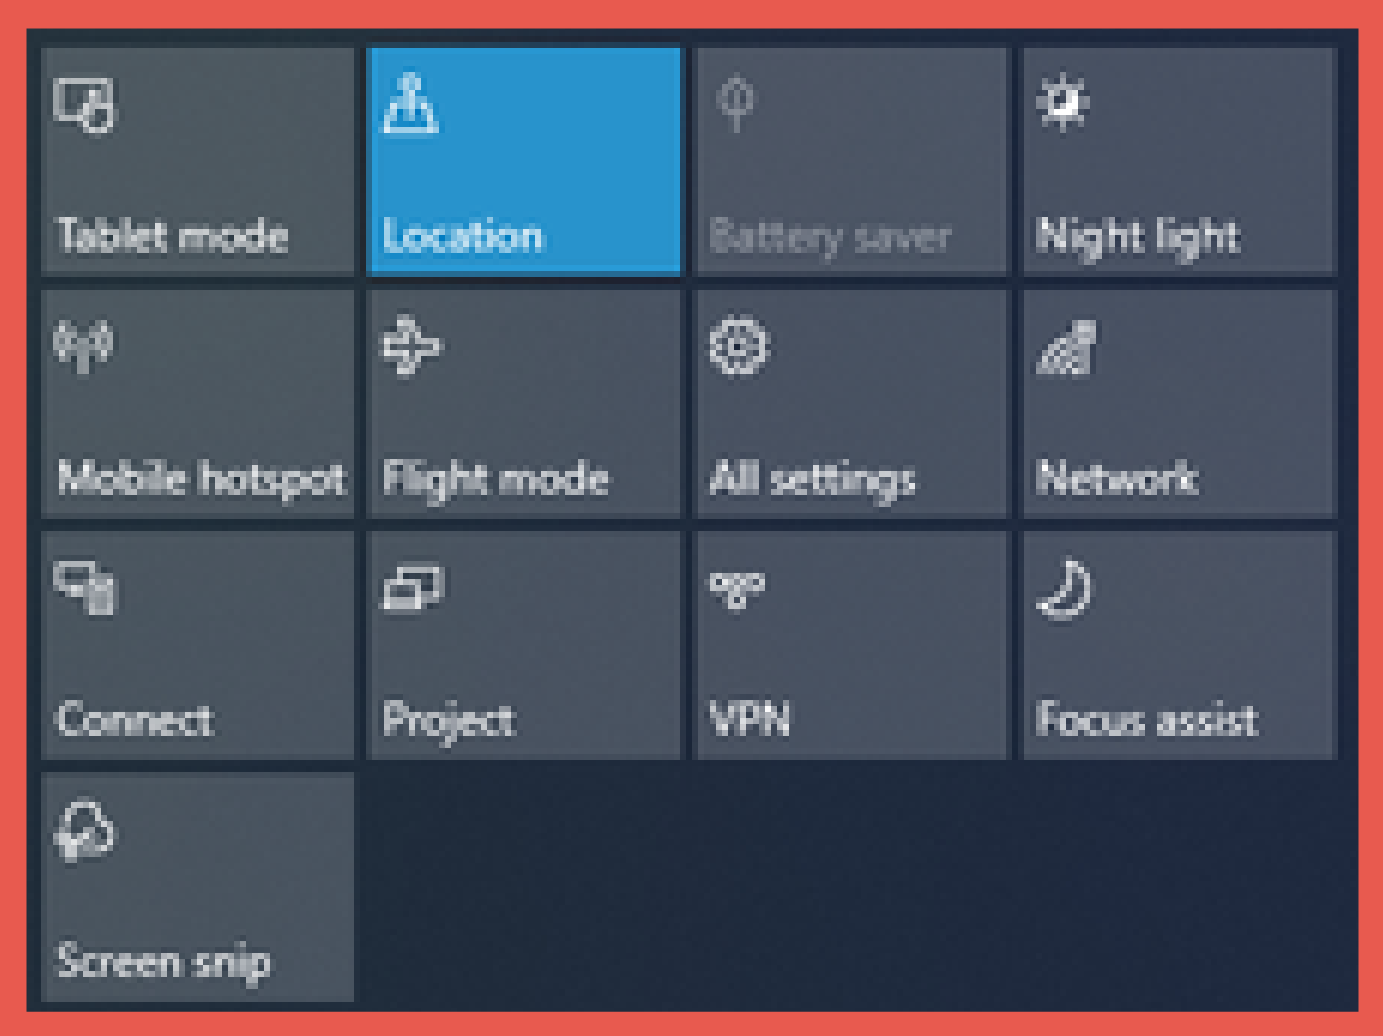 Tablet mode
Location
Battery saver
Night light
Mobile hotspot
Flight mode
All settings
Network
Connect
Project
VPN
Focus assist
Screen snip